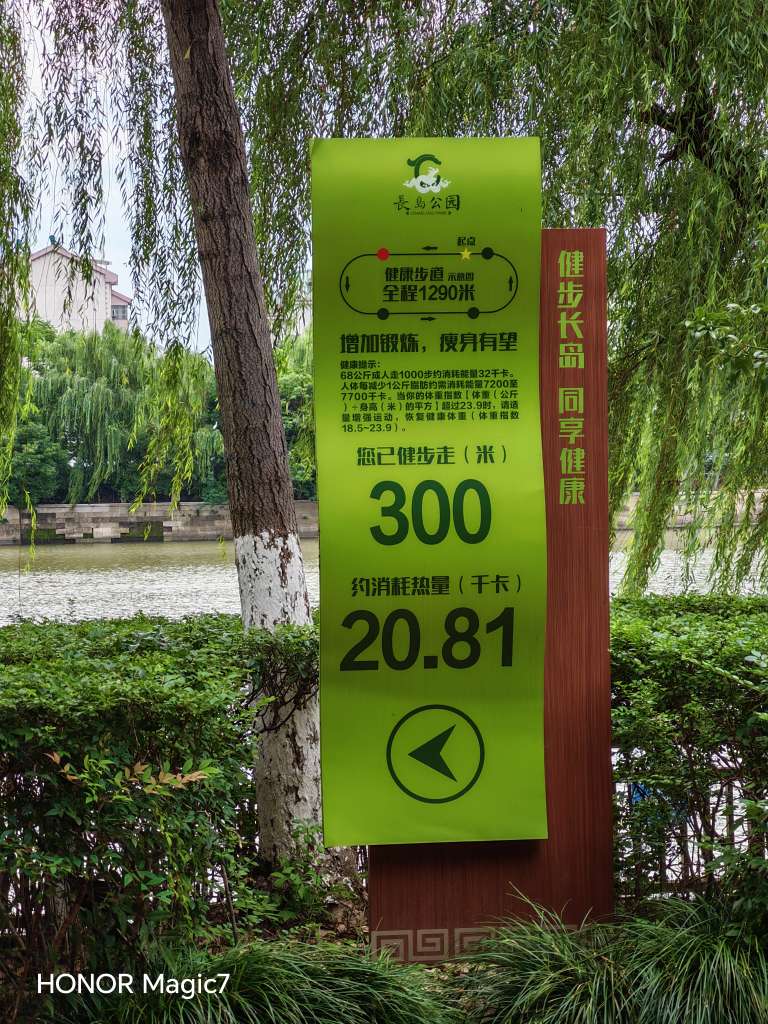 長岛公园
起点
健康步道 示意图
全程1290米
增加锻炼，瘦身有望
健康提示：
68公斤成人走1000步约消耗能量32千卡。
人体每减少1公斤脂肪约需消耗能量7200至
7700千卡。当你的体重指数【体重（公斤
）÷身高（米）的平方】超过23.9时，请适
量增强运动，恢复健康体重（体重指数
18.5~23.9）。
您已健步走（米）
300
约消耗热量（千卡）
20.81
健步长岛 同享健康
HONOR Magic7